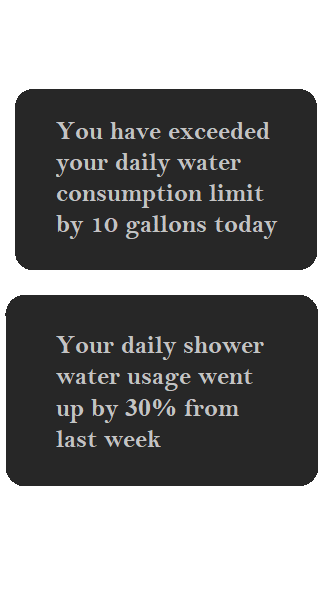 You have exceeded
your daily water
consumption limit
by 10 gallons today
Your daily shower
water usage went
up by 30% from
last week